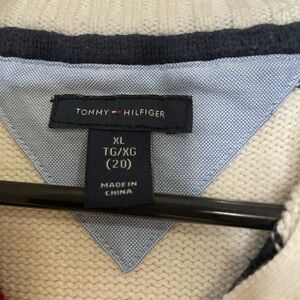 TOMMY HILFIGER
XL
TG/XG
(20)
MADE IN
CHINA